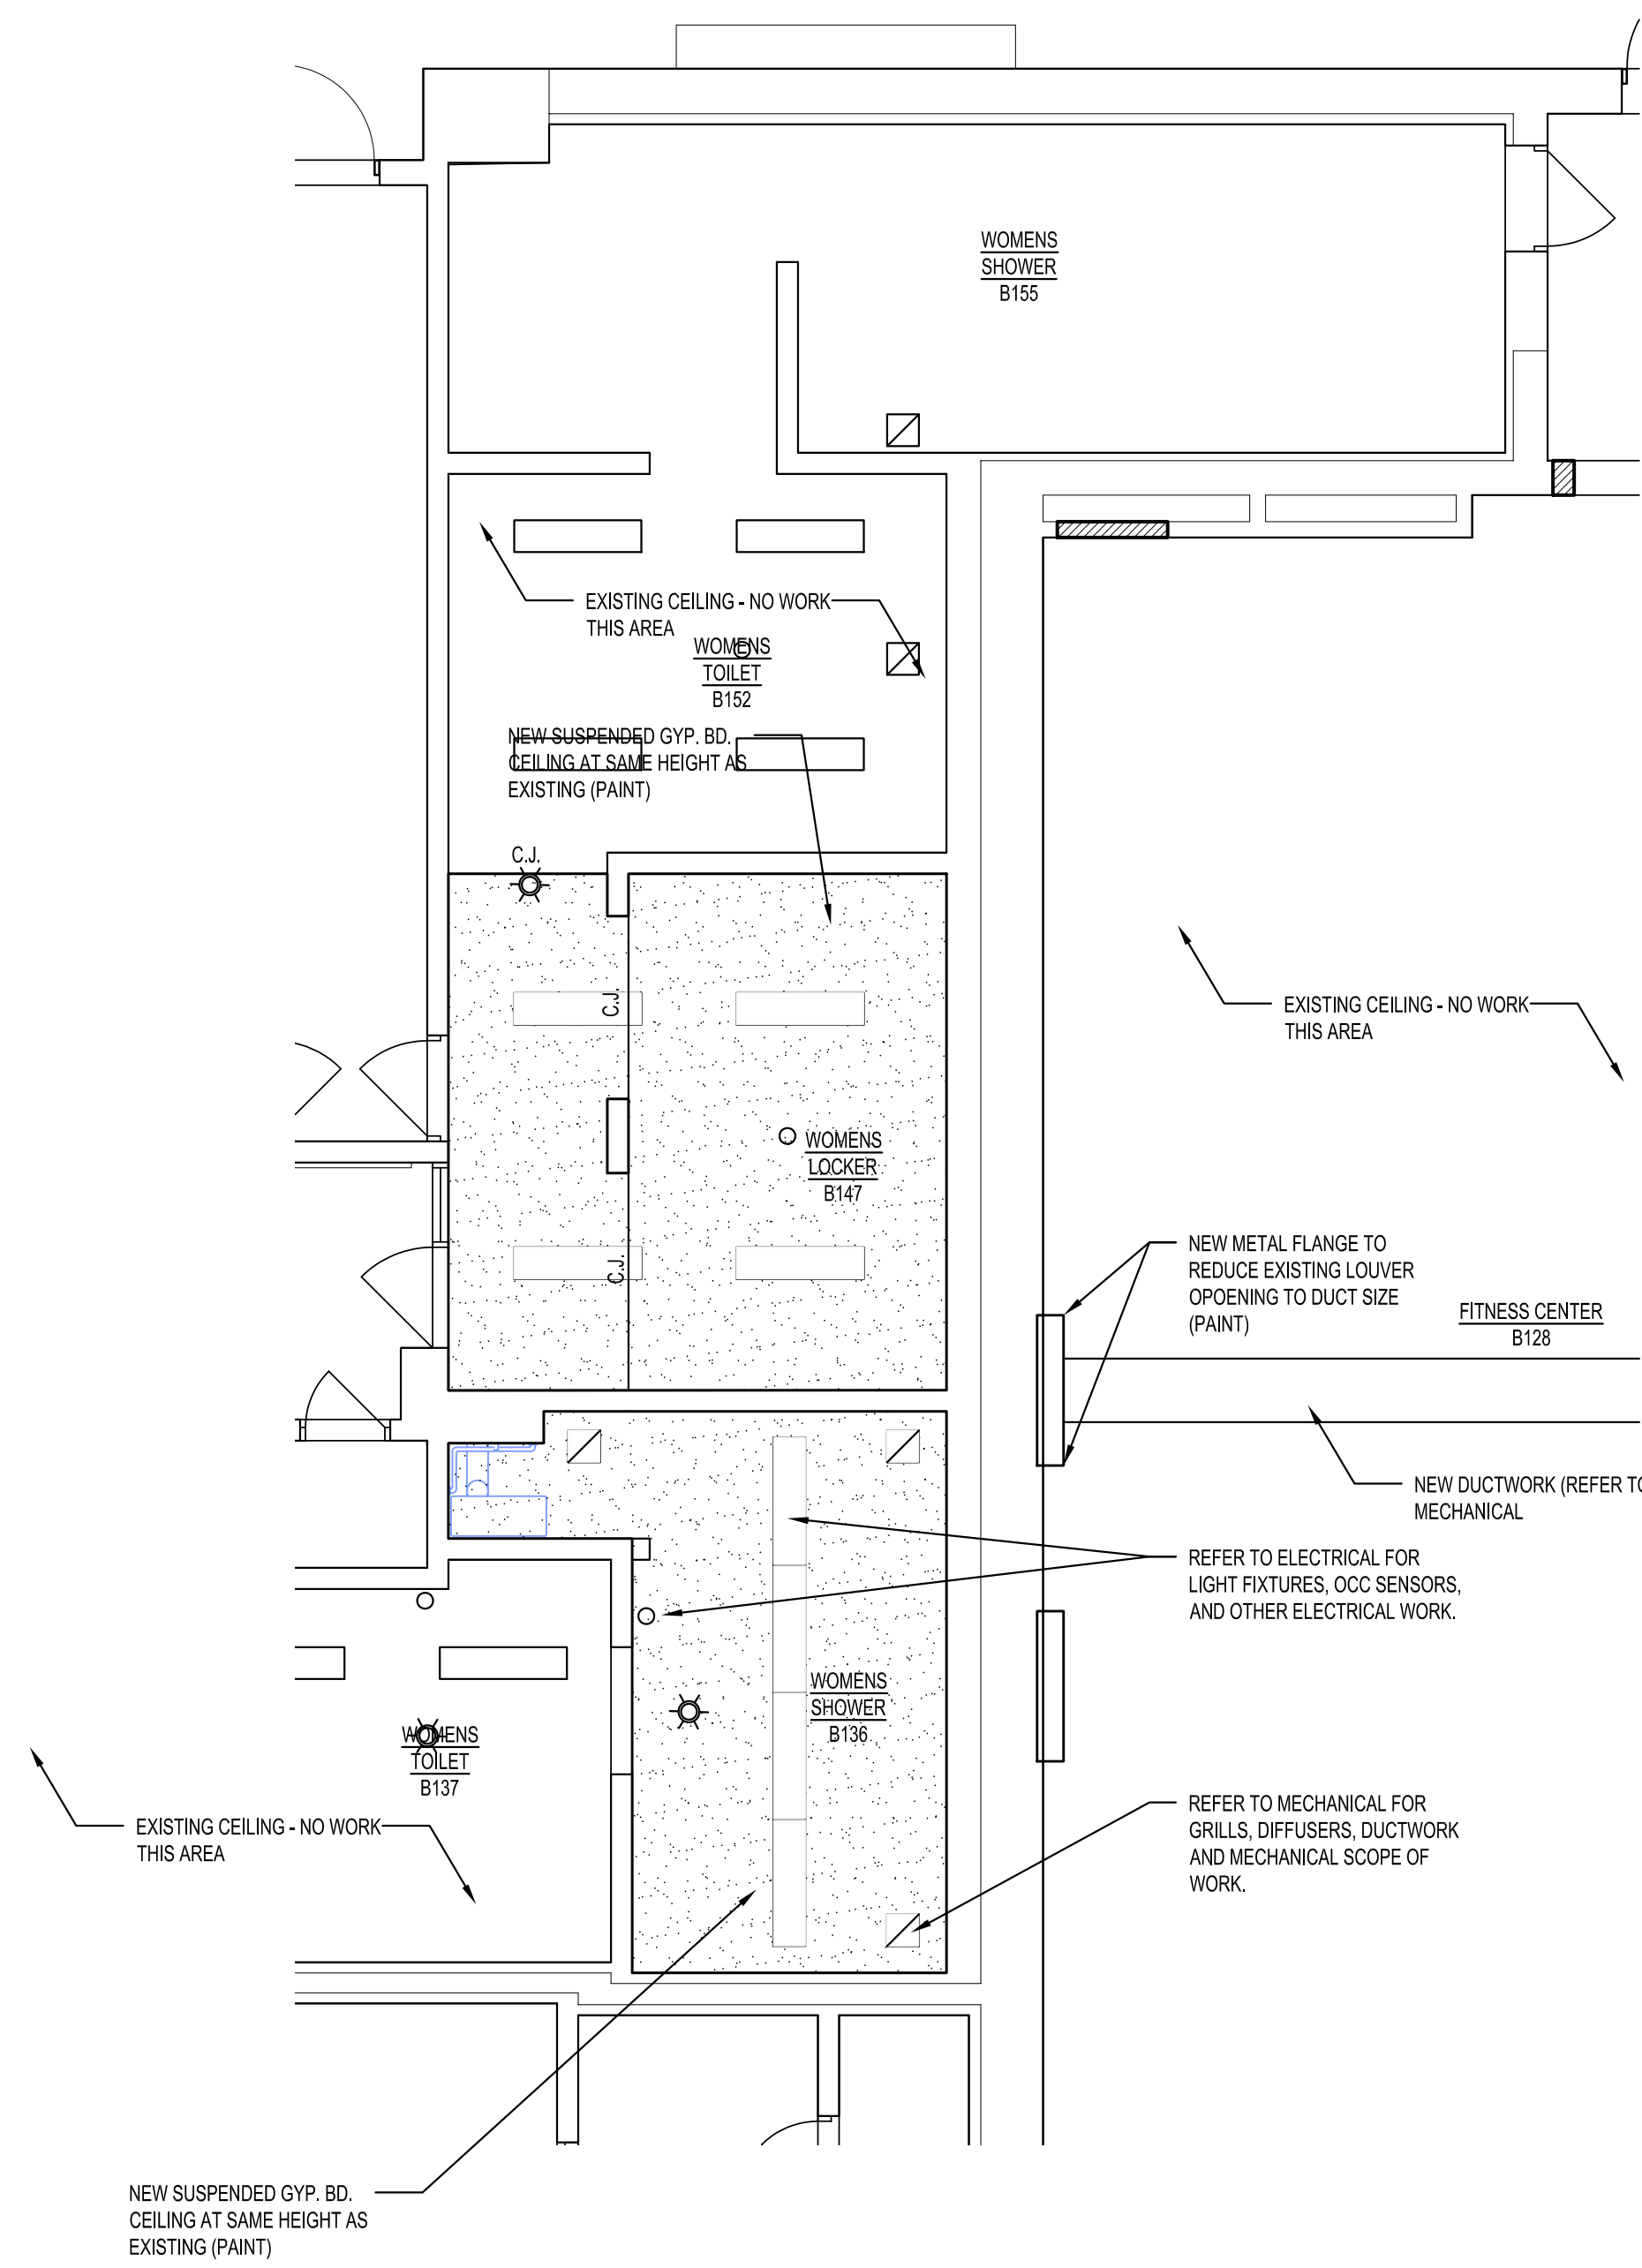 WOMENS
SHOWER
B155
EXISTING CEILING - NO WORK
THIS AREA
WOMENS
TOILET
B152
NEW SUSPENDED GYP. BD.
CEILING AT SAME HEIGHT AS
EXISTING (PAINT)
C.J.
C.J.
EXISTING CEILING - NO WORK
THIS AREA
WOMENS
LOCKER
B147
C.J.
NEW METAL FLANGE TO
REDUCE EXISTING LOUVER
OPOENING TO DUCT SIZE
(PAINT)
FITNESS CENTER
B128
NEW DUCTWORK (REFER TO
MECHANICAL
REFER TO ELECTRICAL FOR
LIGHT FIXTURES, OCC SENSORS,
AND OTHER ELECTRICAL WORK.
WOMENS
SHOWER
B136
WOMENS
TOILET
B137
EXISTING CEILING - NO WORK
THIS AREA
REFER TO MECHANICAL FOR
GRILLS, DIFFUSERS, DUCTWORK
AND MECHANICAL SCOPE OF
WORK.
NEW SUSPENDED GYP. BD.
CEILING AT SAME HEIGHT AS
EXISTING (PAINT)